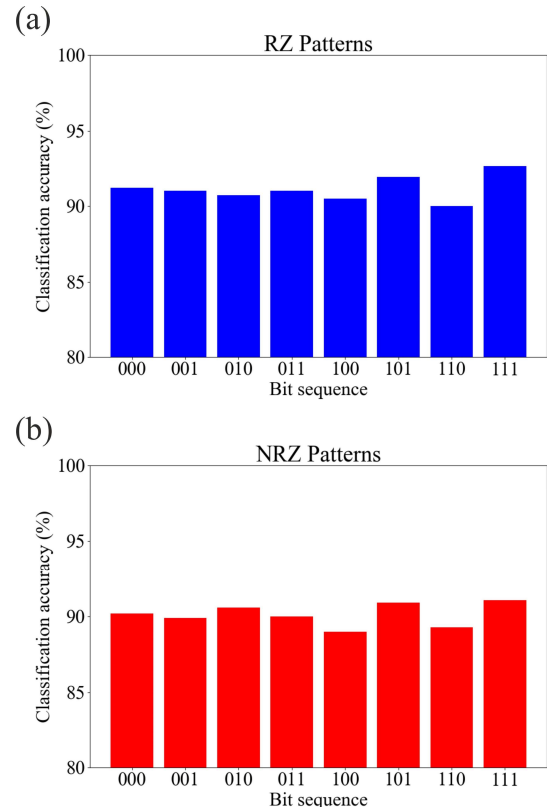 (a)
RZ Patterns
Classification accuracy (%)
100
95
90
85
80
000 001 010 011 100 101 110 111
Bit sequence
(b)
NRZ Patterns
Classification accuracy (%)
100
95
90
85
80
000 001 010 011 100 101 110 111
Bit sequence